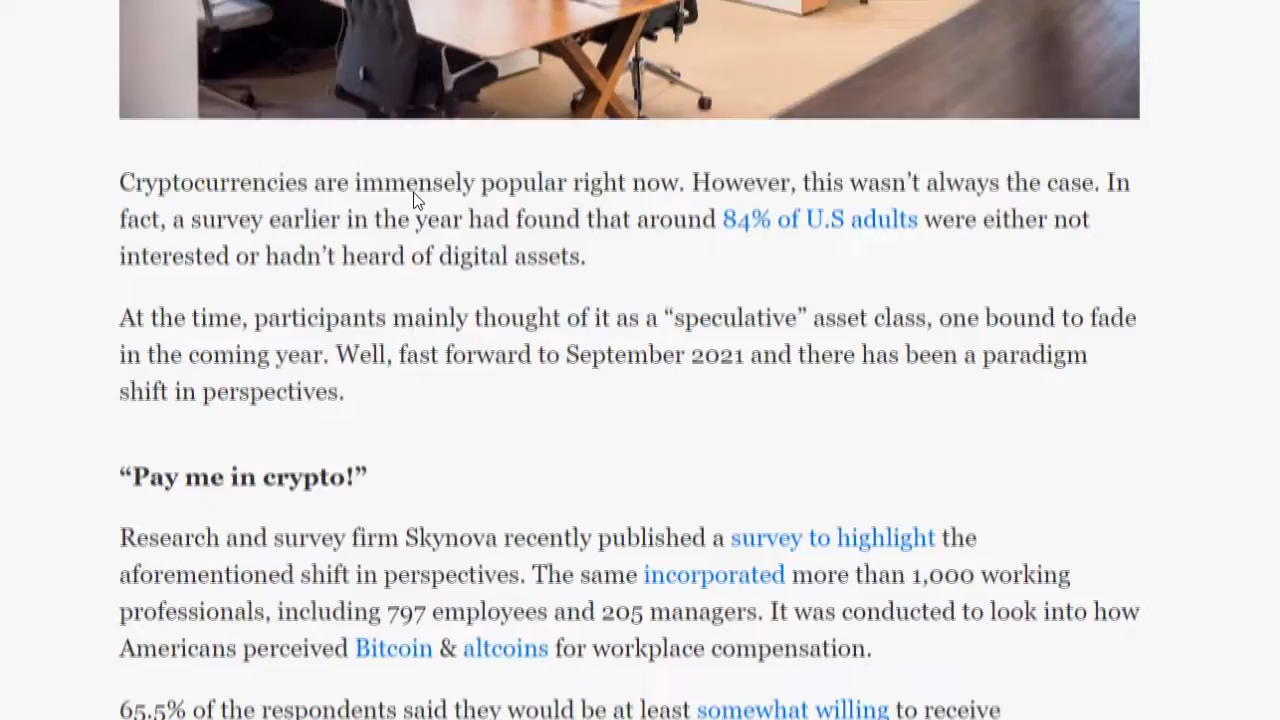 Cryptocurrencies are immensely popular right now. However, this wasn’t always the case. In
fact, a survey earlier in the year had found that around 84% of U.S adults were either not
interested or hadn’t heard of digital assets.
At the time, participants mainly thought of it as a “speculative” asset class, one bound to fade
in the coming year. Well, fast forward to September 2021 and there has been a paradigm
shift in perspectives.
“Pay me in crypto!”
Research and survey firm Skynova recently published a survey to highlight the
aforementioned shift in perspectives. The same incorporated more than 1,000 working
professionals, including 797 employees and 205 managers. It was conducted to look into how
Americans perceived Bitcoin & altcoins for workplace compensation.
65.5% of the respondents said they would be at least somewhat willing to receive